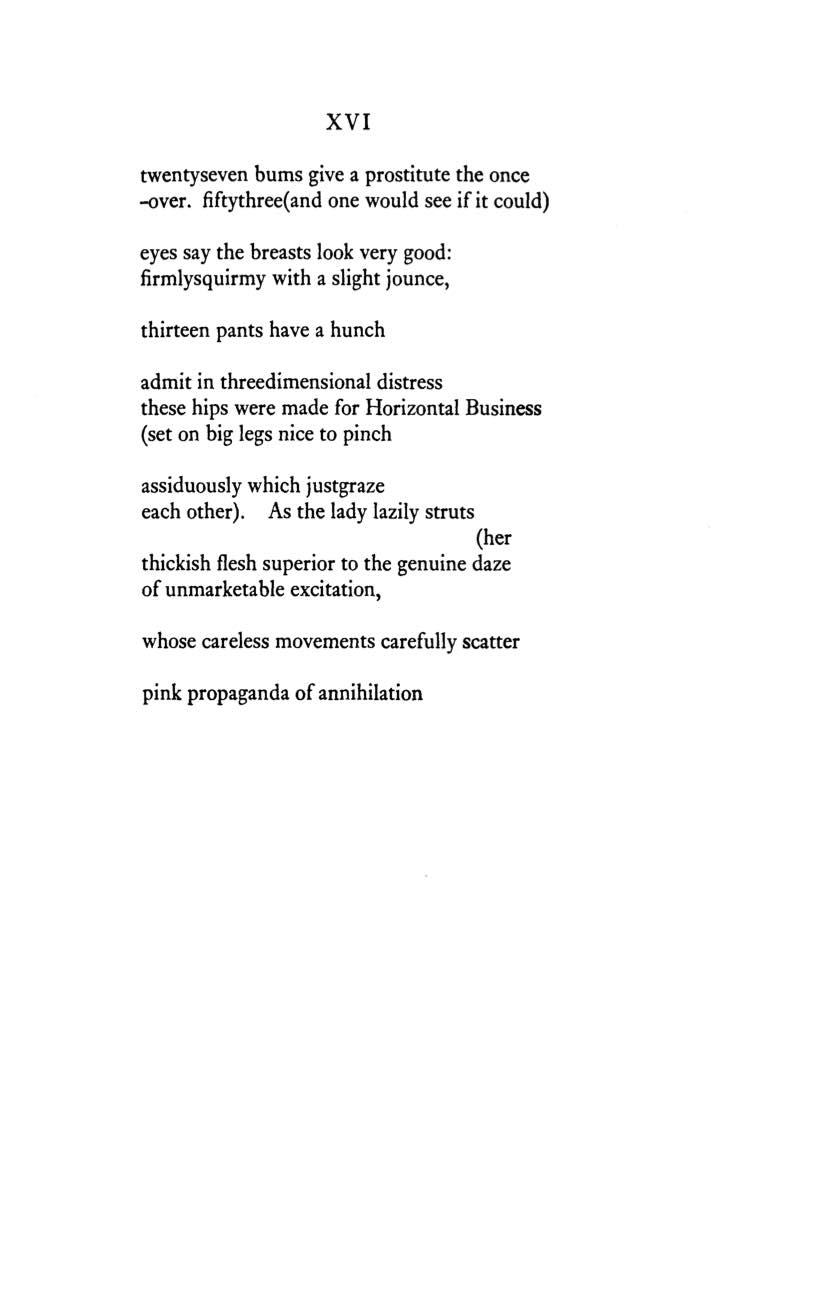 XVI
twentyseven bums give a prostitute the once
-over. fiftythree(and one would see if it could)
eyes say the breasts look very good:
firmlysquirmy with a slight jounce,
thirteen pants have a hunch
admit in threedimensional distress
these hips were made for Horizontal Business
(set on big legs nice to pinch
assiduously which justgraze
each other). As the lady lazily struts
(her
thickish flesh superior to the genuine daze
of unmarketable excitation,
whose careless movements carefully scatter
pink propaganda of annihilation